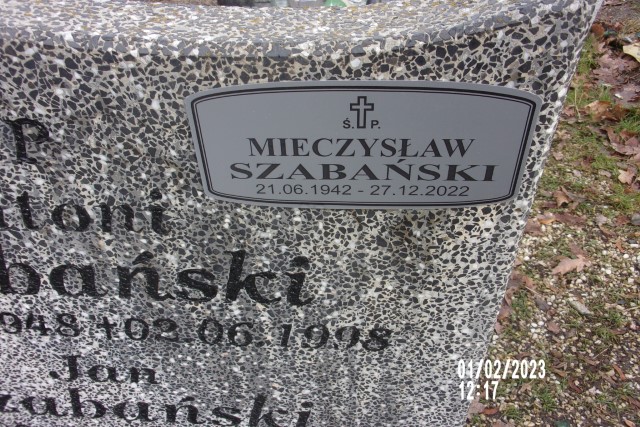 Ś. P.
MIECZYSŁAW
SZABAŃSKI
21.06.1942 - 27.12.2022
P
ntoni
bański
948 +02.06.1998
Jan
zabański
01/02/2023
12:17